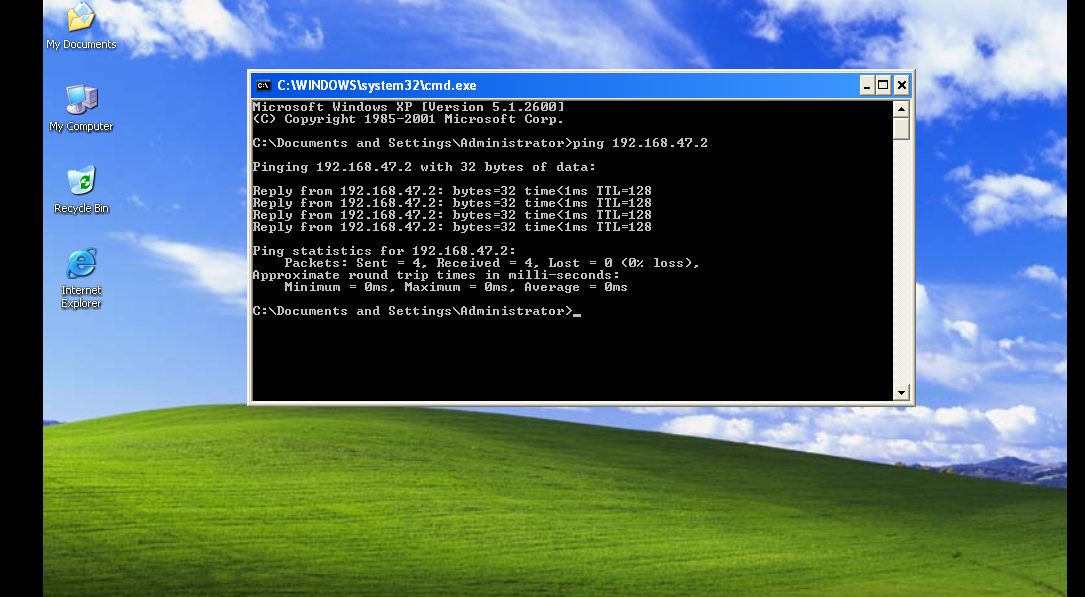 My Documents
My Computer
Recycle Bin
Internet
Explorer
C:\WINDOWS\system32\cmd.exe
Microsoft Windows XP [Version 5.1.2600]
(C) Copyright 1985-2001 Microsoft Corp.
C:\Documents and Settings\Administrator>ping 192.168.47.2
Pinging 192.168.47.2 with 32 bytes of data:
Reply from 192.168.47.2: bytes=32 time<1ms TTL=128
Reply from 192.168.47.2: bytes=32 time<1ms TTL=128
Reply from 192.168.47.2: bytes=32 time<1ms TTL=128
Reply from 192.168.47.2: bytes=32 time<1ms TTL=128
Ping statistics for 192.168.47.2:
    Packets: Sent = 4, Received = 4, Lost = 0 (0% loss),
Approximate round trip times in milli-seconds:
    Minimum = 0ms, Maximum = 0ms, Average = 0ms
C:\Documents and Settings\Administrator>_